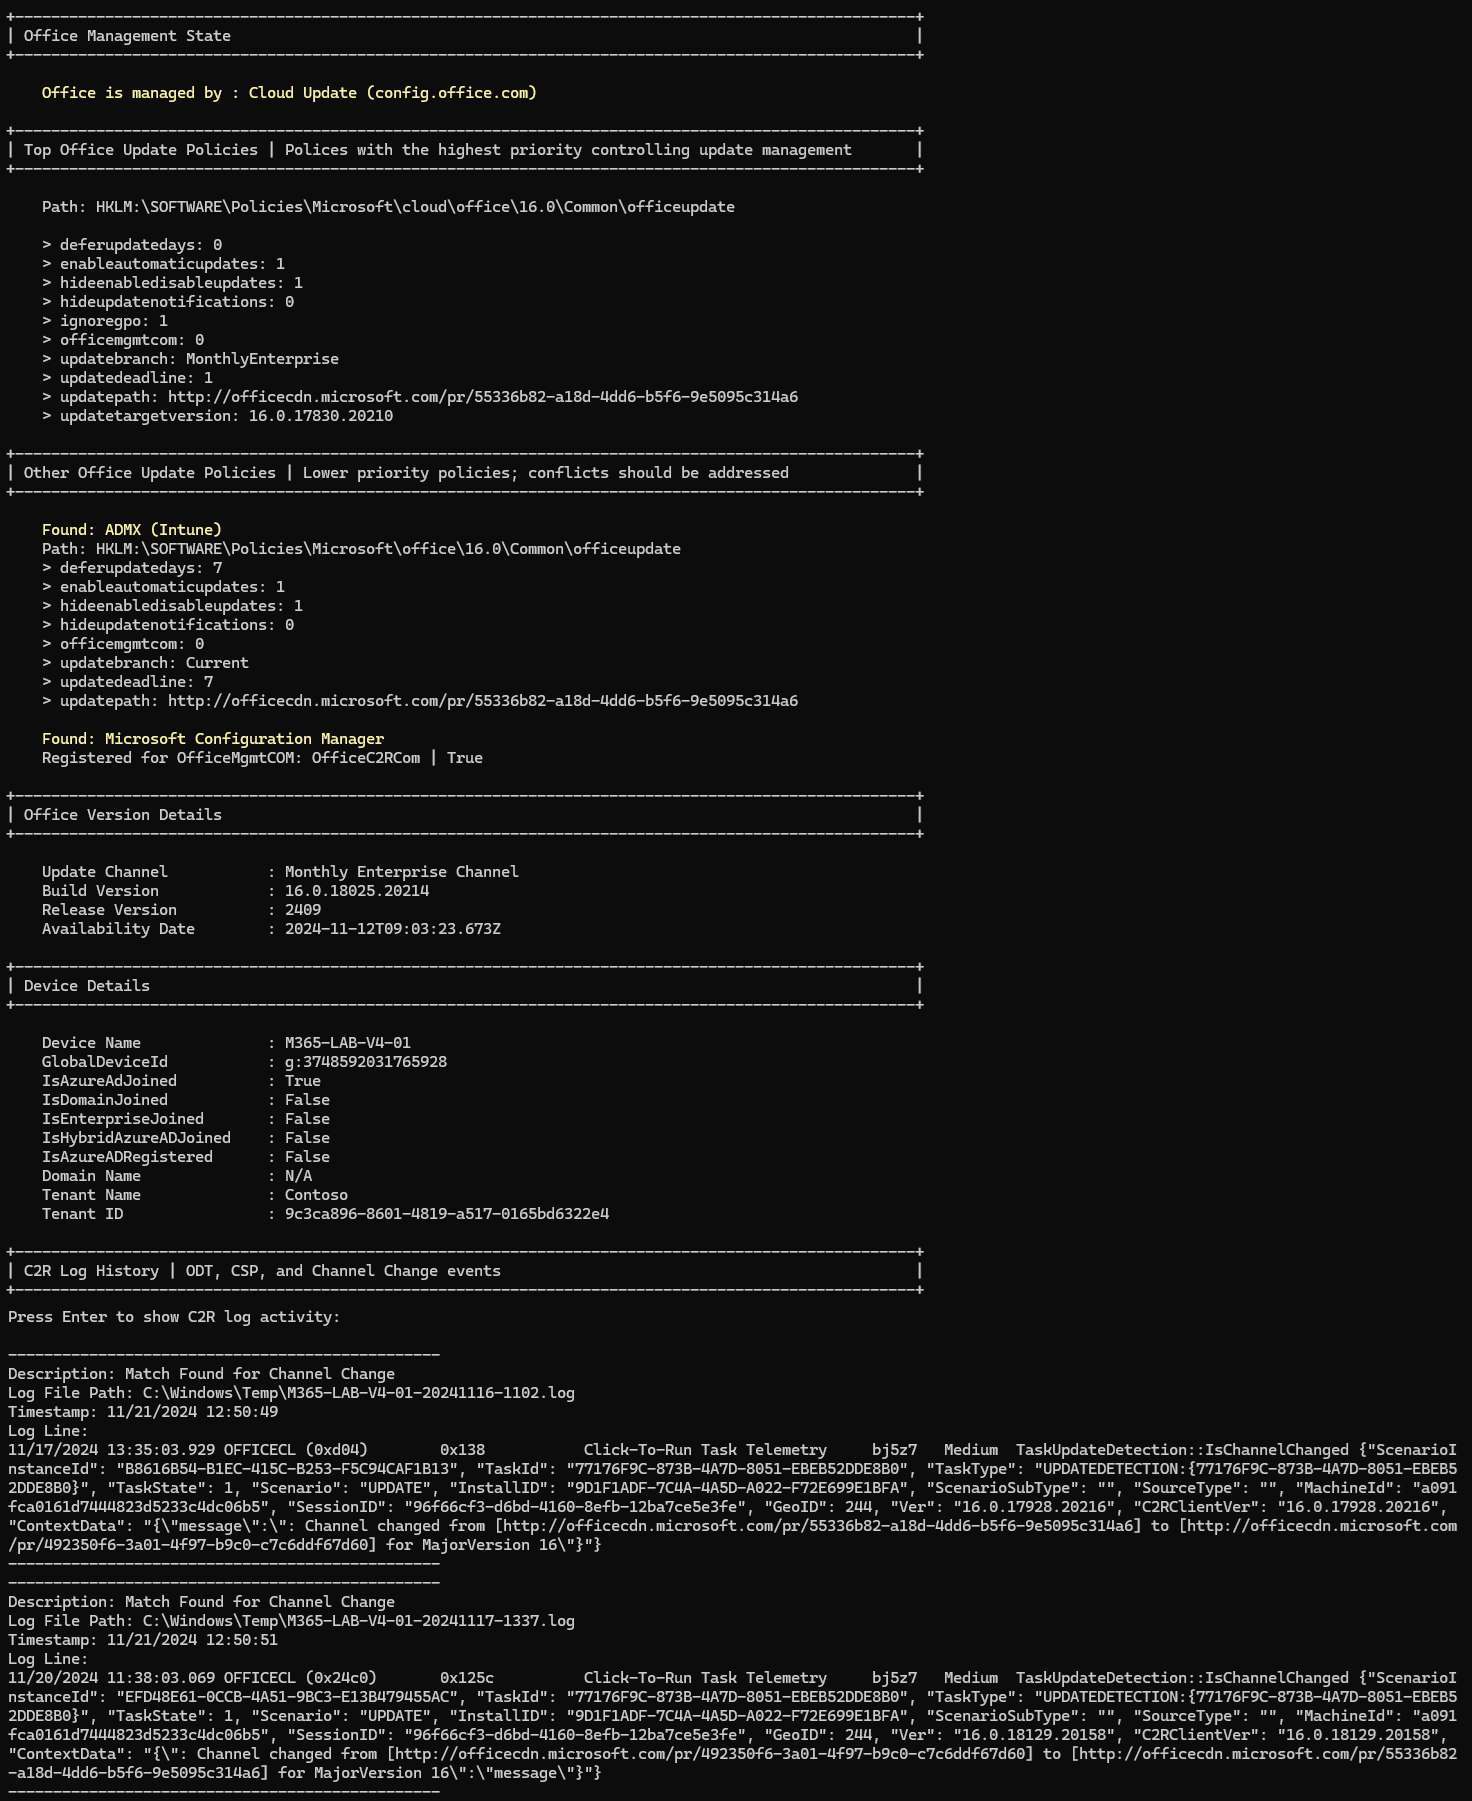 +----------------------------------------------------------------------------------------------------+
| Office Management State |
+----------------------------------------------------------------------------------------------------+
Office is managed by : Cloud Update (config.office.com)
+----------------------------------------------------------------------------------------------------+
| Top Office Update Policies | Polices with the highest priority controlling update management |
+----------------------------------------------------------------------------------------------------+
Path: HKLM:\SOFTWARE\Policies\Microsoft\cloud\office\16.0\Common\officeupdate
> deferupdatedays: 0
> enableautomaticupdates: 1
> hideenabledisableupdates: 1
> hideupdatenotifications: 0
> ignoregpo: 1
> officemgmtcom: 0
> updatebranch: MonthlyEnterprise
> updatedeadline: 1
> updatepath: http://officecdn.microsoft.com/pr/55336b82-a18d-4dd6-b5f6-9e5095c314a6
> updatetargetversion: 16.0.17830.20210
+----------------------------------------------------------------------------------------------------+
| Other Office Update Policies | Lower priority policies; conflicts should be addressed |
+----------------------------------------------------------------------------------------------------+
Found: ADMX (Intune)
Path: HKLM:\SOFTWARE\Policies\Microsoft\office\16.0\Common\officeupdate
> deferupdatedays: 7
> enableautomaticupdates: 1
> hideenabledisableupdates: 1
> hideupdatenotifications: 0
> officemgmtcom: 0
> updatebranch: Current
> updatedeadline: 7
> updatepath: http://officecdn.microsoft.com/pr/55336b82-a18d-4dd6-b5f6-9e5095c314a6
Found: Microsoft Configuration Manager
Registered for OfficeMgmtCOM: OfficeC2RCom | True
+----------------------------------------------------------------------------------------------------+
| Office Version Details |
+----------------------------------------------------------------------------------------------------+
Update Channel : Monthly Enterprise Channel
Build Version : 16.0.18025.20214
Release Version : 2409
Availability Date : 2024-11-12T09:03:23.673Z
+----------------------------------------------------------------------------------------------------+
| Device Details |
+----------------------------------------------------------------------------------------------------+
Device Name : M365-LAB-V4-01
GlobalDeviceId : g:3748592031765928
IsAzureAdJoined : True
IsDomainJoined : False
IsEnterpriseJoined : False
IsHybridAzureADJoined : False
IsAzureADRegistered : False
Domain Name : N/A
Tenant Name : Contoso
Tenant ID : 9c3ca896-8601-4819-a517-0165bd6322e4
+----------------------------------------------------------------------------------------------------+
| C2R Log History | ODT, CSP, and Channel Change events |
+----------------------------------------------------------------------------------------------------+
Press Enter to show C2R log activity:
------------------------------------------------
Description: Match Found for Channel Change
Log File Path: C:\Windows\Temp\M365-LAB-V4-01-20241116-1102.log
Timestamp: 11/21/2024 12:50:49
Log Line:
11/17/2024 13:35:03.929 OFFICECL (0xd04) 0x138 Click-To-Run Task Telemetry bj5z7 Medium TaskUpdateDetection::IsChannelChanged {"ScenarioI
nstanceId": "B8616B54-B1EC-415C-B253-F5C94CAF1B13", "TaskId": "77176F9C-873B-4A7D-8051-EBEB52DDE8B0", "TaskType": "UPDATEDETECTION:{77176F9C-873B-4A7D-8051-EBEB5
2DDE8B0}", "TaskState": 1, "Scenario": "UPDATE", "InstallID": "9D1F1ADF-7C4A-4A5D-A022-F72E699E1BFA", "ScenarioSubType": "", "SourceType": "", "MachineId": "a091
fca0161d7444823d5233c4dc06b5", "SessionID": "96f66cf3-d6bd-4160-8efb-12ba7ce5e3fe", "GeoID": 244, "Ver": "16.0.17928.20216", "C2RClientVer": "16.0.17928.20216",
"ContextData": "{\"message\":\": Channel changed from [http://officecdn.microsoft.com/pr/55336b82-a18d-4dd6-b5f6-9e5095c314a6] to [http://officecdn.microsoft.com
/pr/492350f6-3a01-4f97-b9c0-c7c6ddf67d60] for MajorVersion 16\"}"}
------------------------------------------------
------------------------------------------------
Description: Match Found for Channel Change
Log File Path: C:\Windows\Temp\M365-LAB-V4-01-20241117-1337.log
Timestamp: 11/21/2024 12:50:51
Log Line:
11/20/2024 11:38:03.069 OFFICECL (0x24c0) 0x125c Click-To-Run Task Telemetry bj5z7 Medium TaskUpdateDetection::IsChannelChanged {"ScenarioI
nstanceId": "EFD48E61-0CCB-4A51-9BC3-E13B479455AC", "TaskId": "77176F9C-873B-4A7D-8051-EBEB52DDE8B0", "TaskType": "UPDATEDETECTION:{77176F9C-873B-4A7D-8051-EBEB5
2DDE8B0}", "TaskState": 1, "Scenario": "UPDATE", "InstallID": "9D1F1ADF-7C4A-4A5D-A022-F72E699E1BFA", "ScenarioSubType": "", "SourceType": "", "MachineId": "a091
fca0161d7444823d5233c4dc06b5", "SessionID": "96f66cf3-d6bd-4160-8efb-12ba7ce5e3fe", "GeoID": 244, "Ver": "16.0.18129.20158", "C2RClientVer": "16.0.18129.20158",
"ContextData": "{\": Channel changed from [http://officecdn.microsoft.com/pr/492350f6-3a01-4f97-b9c0-c7c6ddf67d60] to [http://officecdn.microsoft.com/pr/55336b82
-a18d-4dd6-b5f6-9e5095c314a6] for MajorVersion 16\":\"message\"}"}
------------------------------------------------